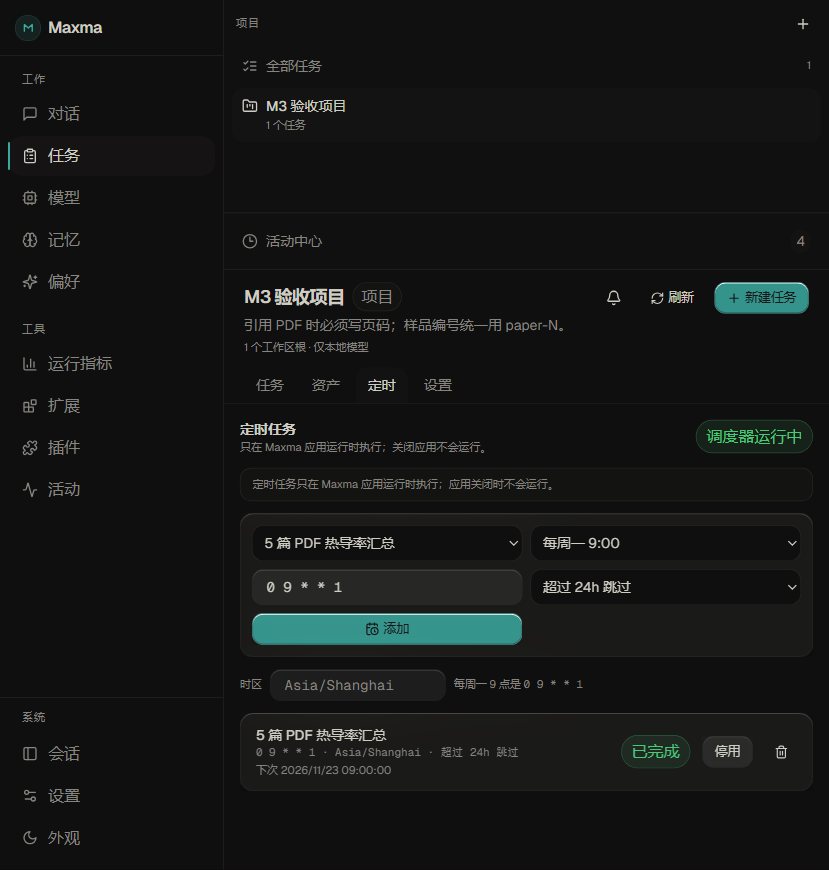 Maxma
工作
对话
任务
模型
记忆
偏好
工具
运行指标
扩展
插件
活动
系统
会话
设置
外观
项目
全部任务 1
M3 验收项目
1 个任务
活动中心 4
M3 验收项目 项目
刷新
+ 新建任务
引用 PDF 时必须写页码；样品编号统一用 paper-N。
1 个工作区根 · 仅本地模型
任务 资产 定时 设置
定时任务
只在 Maxma 应用运行时执行；关闭应用不会运行。
调度器运行中
定时任务只在 Maxma 应用运行时执行；应用关闭时不会运行。
5 篇 PDF 热导率汇总 每周一 9:00
0 9 * * 1 超过 24h 跳过
添加
时区 Asia/Shanghai 每周一 9 点是 0 9 * * 1
5 篇 PDF 热导率汇总
0 9 * * 1 · Asia/Shanghai · 超过 24h 跳过
下次 2026/11/23 09:00:00
已完成 停用